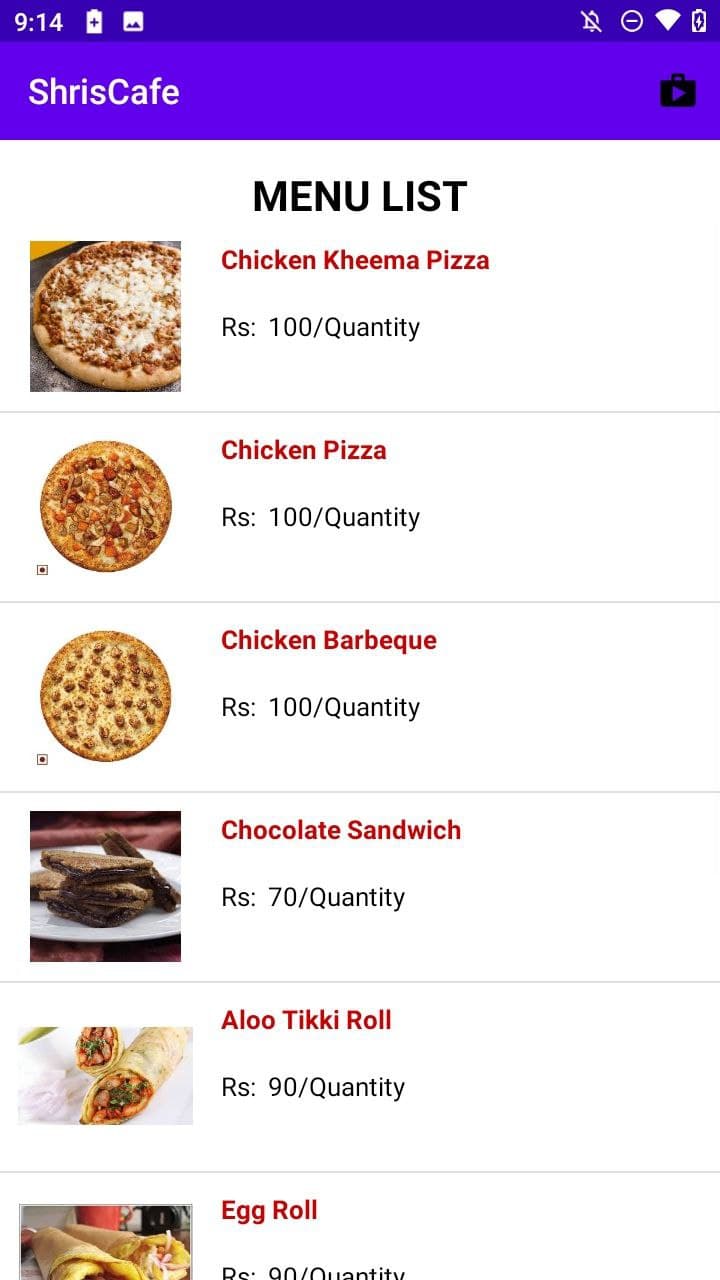 9:14
ShrisCafe
MENU LIST
Chicken Kheema Pizza
Rs: 100/Quantity
Chicken Pizza
Rs: 100/Quantity
Chicken Barbeque
Rs: 100/Quantity
Chocolate Sandwich
Rs: 70/Quantity
Aloo Tikki Roll
Rs: 90/Quantity
Egg Roll
Rs: 90/Quantity